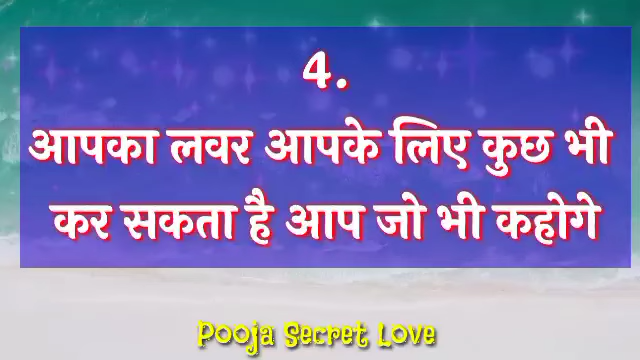 4.
आपका लवर आपके लिए कुछ भी
कर सकता है आप जो भी कहोगे
Pooja Secret Love